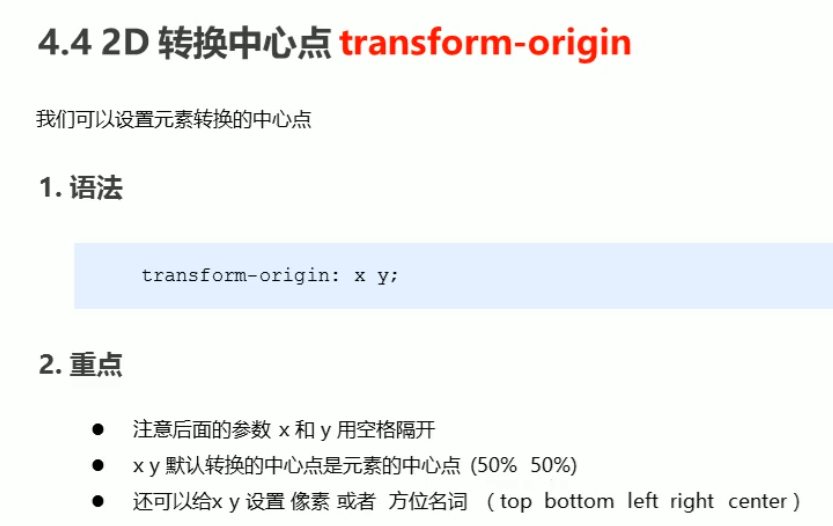 4.4 2D 转换中心点 transform-origin
我们可以设置元素转换的中心点
1. 语法
transform-origin: x y;
2. 重点
● 注意后面的参数 x 和 y 用空格隔开
● x y 默认转换的中心点是元素的中心点 (50% 50%)
● 还可以给x y 设置 像素 或者 方位名词 （ top bottom left right center ）